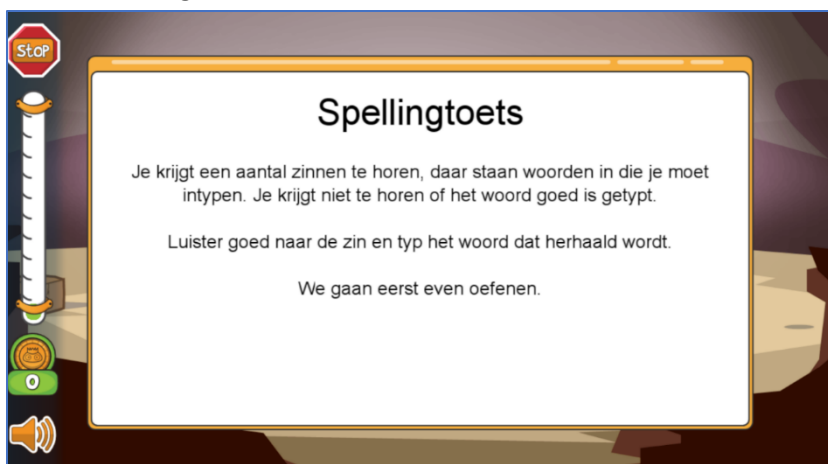 STOP
Spellingtoets
Je krijgt een aantal zinnen te horen, daar staan woorden in die je moet
intypen. Je krijgt niet te horen of het woord goed is getypt.
Luister goed naar de zin en typ het woord dat herhaald wordt.
We gaan eerst even oefenen.
0